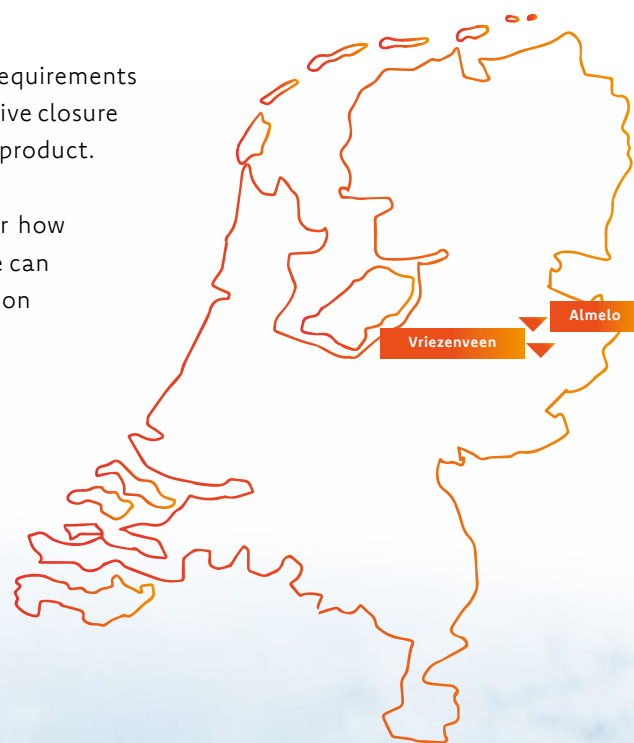 equirements
ive closure
product.
r how
e can
on
Almelo
Vriezenveen